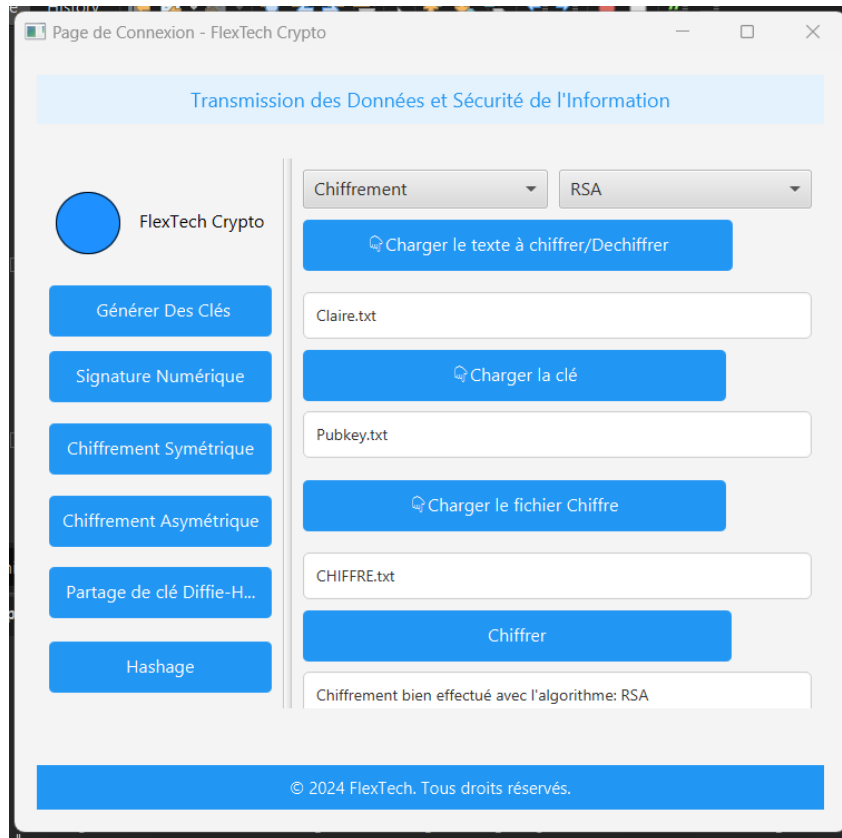 History
Page de Connexion - FlexTech Crypto
Transmission des Données et Sécurité de l'Information
FlexTech Crypto
Générer Des Clés
Signature Numérique
Chiffrement Symétrique
Chiffrement Asymétrique
Partage de clé Diffie-H...
Hashage
Chiffrement
RSA
Charger le texte à chiffrer/Dechiffrer
Claire.txt
Charger la clé
Pubkey.txt
Charger le fichier Chiffre
CHIFFRE.txt
Chiffrer
Chiffrement bien effectué avec l'algorithme: RSA
© 2024 FlexTech. Tous droits réservés.